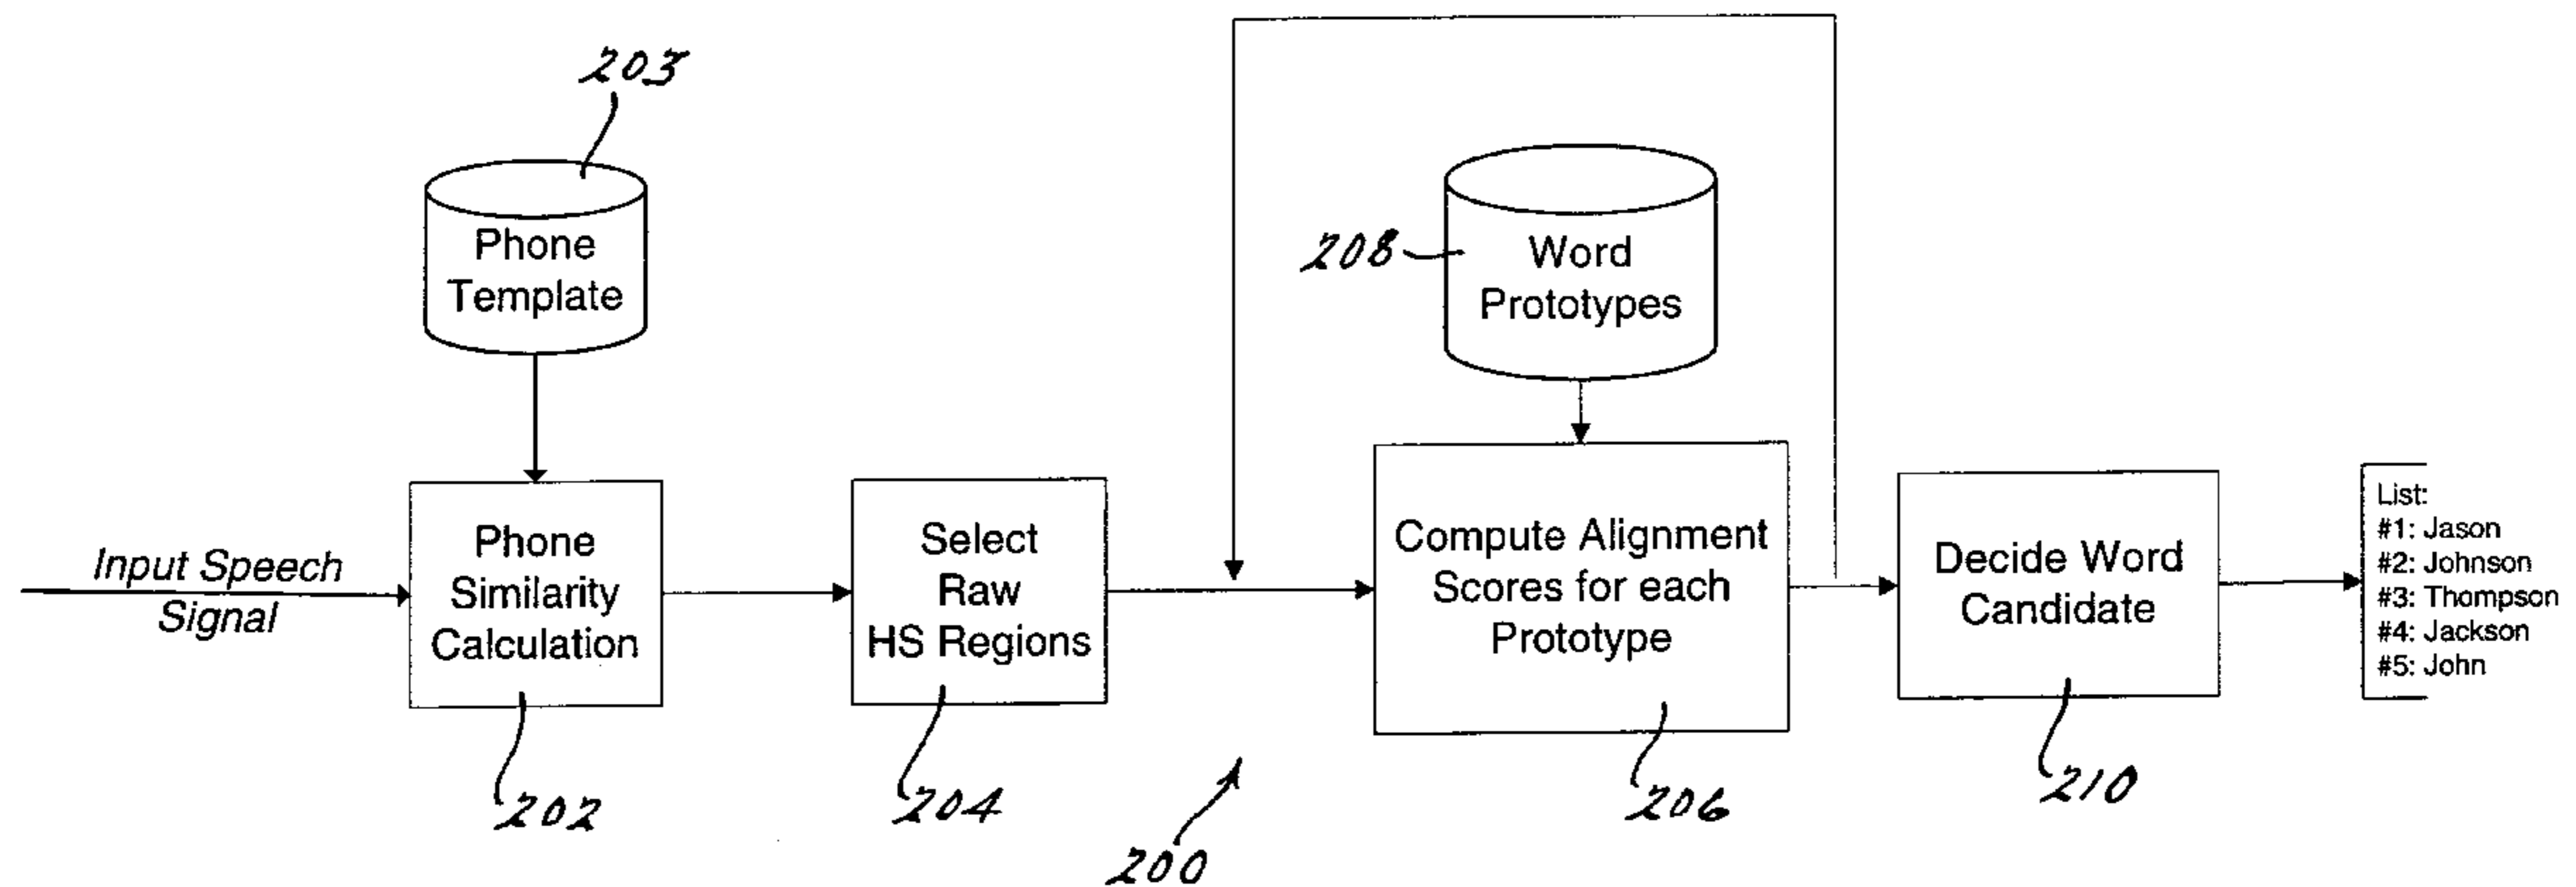 203
Phone
Template
208
Word
Prototypes
Input Speech
Signal
Phone
Similarity
Calculation
202
Select
Raw
HS Regions
204
200
Compute Alignment
Scores for each
Prototype
206
Decide Word
Candidate
210
List:
#1: Jason
#2: Johnson
#3: Thompson
#4: Jackson
#5: John